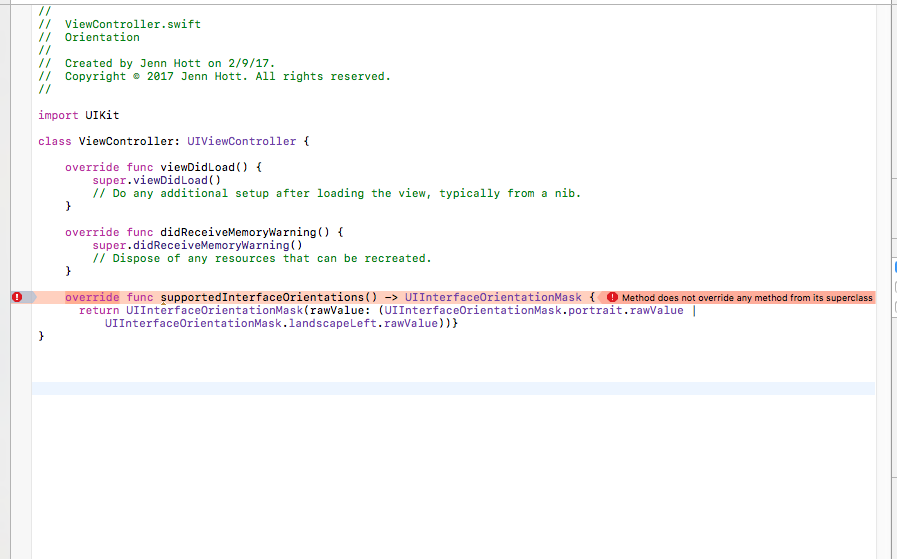 //
// ViewController.swift
// Orientation
//
// Created by Jenn Hott on 2/9/17.
// Copyright © 2017 Jenn Hott. All rights reserved.
//
import UIKit
class ViewController: UIViewController {
override func viewDidLoad() {
super.viewDidLoad()
// Do any additional setup after loading the view, typically from a nib.
}
override func didReceiveMemoryWarning() {
super.didReceiveMemoryWarning()
// Dispose of any resources that can be recreated.
}
override func supportedInterfaceOrientations() -> UIInterfaceOrientationMask { Method does not override any method from its superclass
return UIInterfaceOrientationMask(rawValue: (UIInterfaceOrientationMask.portrait.rawValue |
UIInterfaceOrientationMask.landscapeLeft.rawValue))}
}